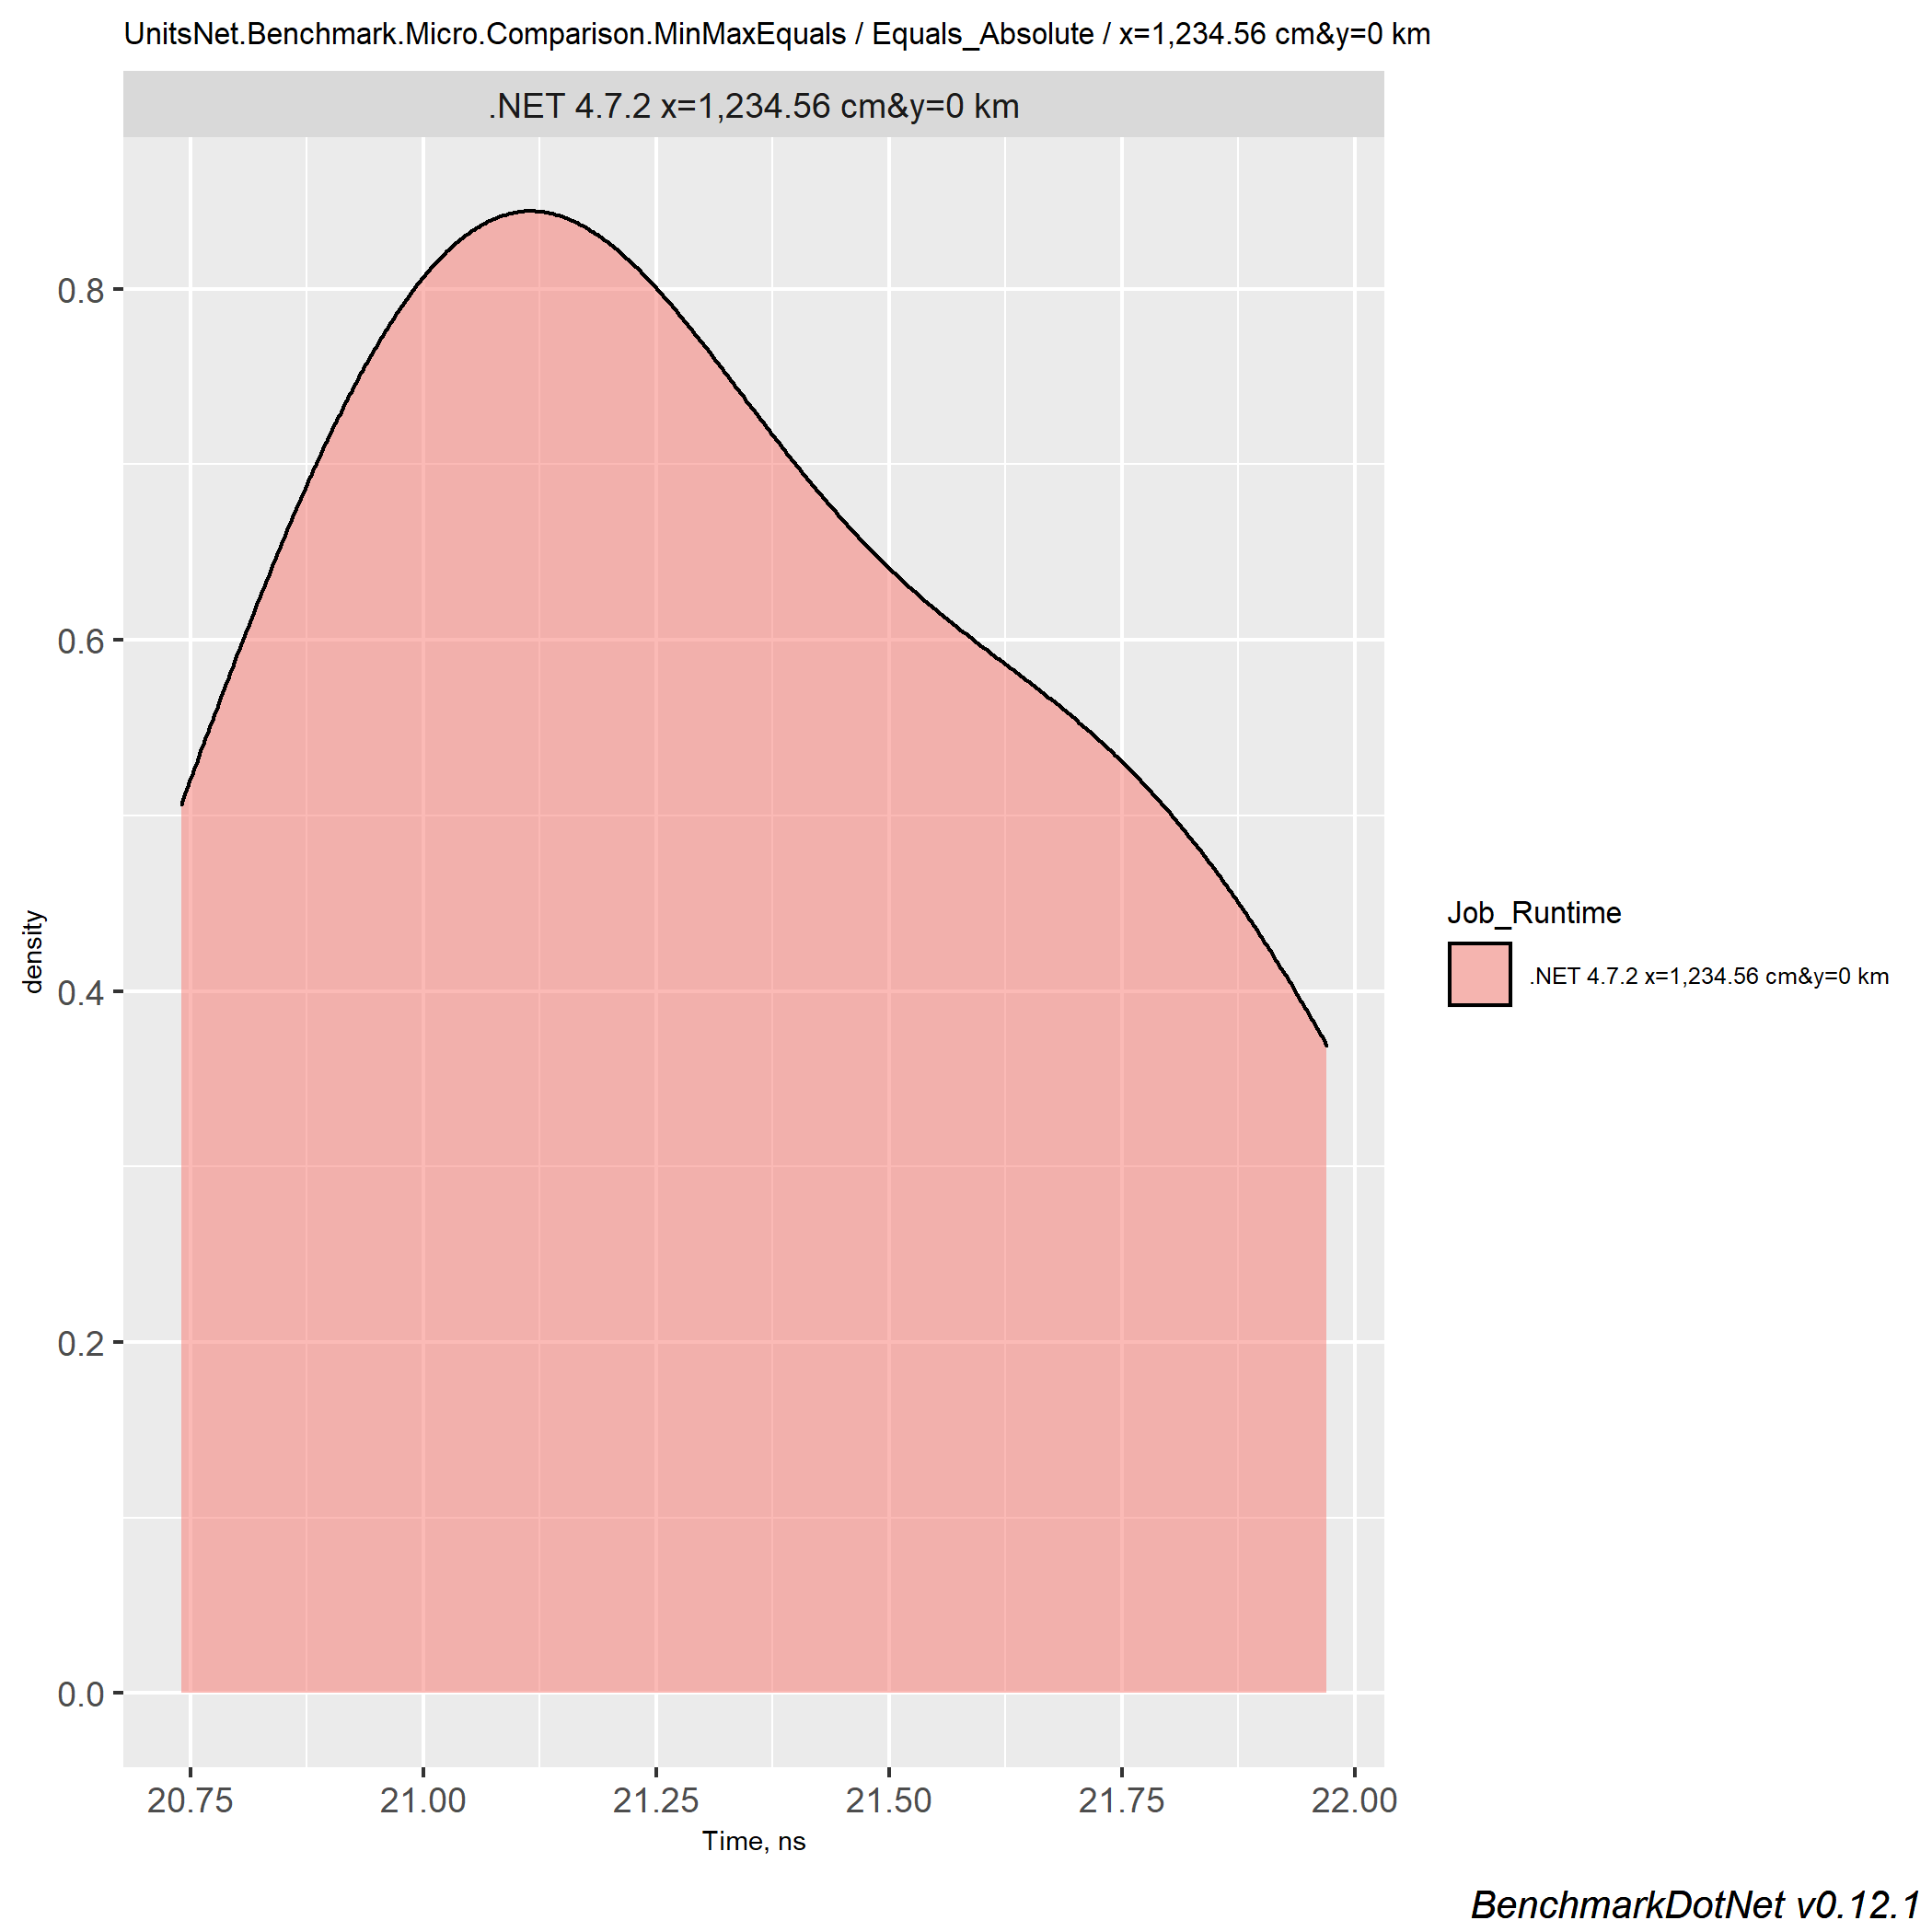 UnitsNet.Benchmark.Micro.Comparison.MinMaxEquals / Equals_Absolute / x=1,234.56 cm&y=0 km
.NET 4.7.2 x=1,234.56 cm&y=0 km
0.8
0.6
0.4
0.2
0.0
density
20.75 21.00 21.25 21.50 21.75 22.00
Time, ns
Job_Runtime
.NET 4.7.2 x=1,234.56 cm&y=0 km
BenchmarkDotNet v0.12.1